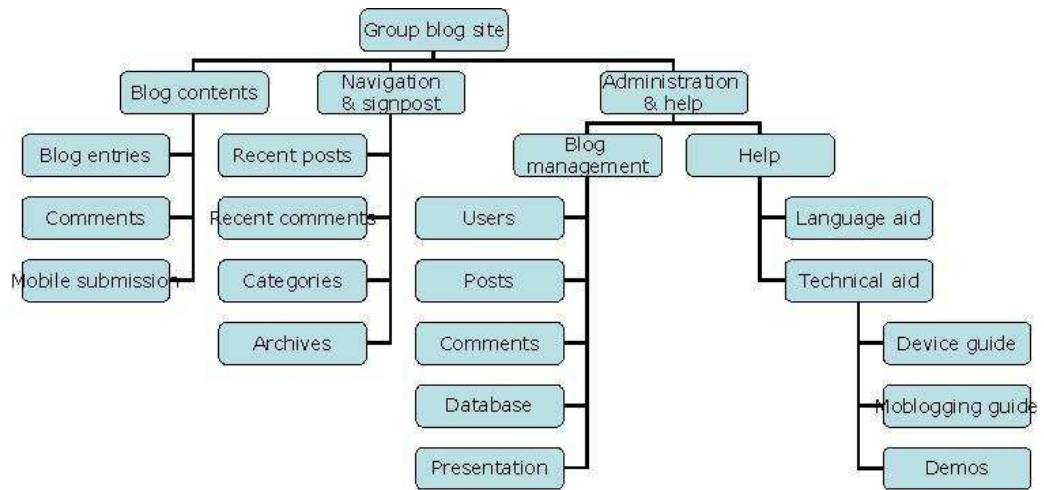 Group blog site
Blog contents
Navigation
& signpost
Administration
& help
Blog entries
Comments
Mobile submission
Recent posts
Recent comments
Categories
Archives
Blog
management
Help
Users
Posts
Comments
Database
Presentation
Language aid
Technical aid
Device guide
Moblogging guide
Demos